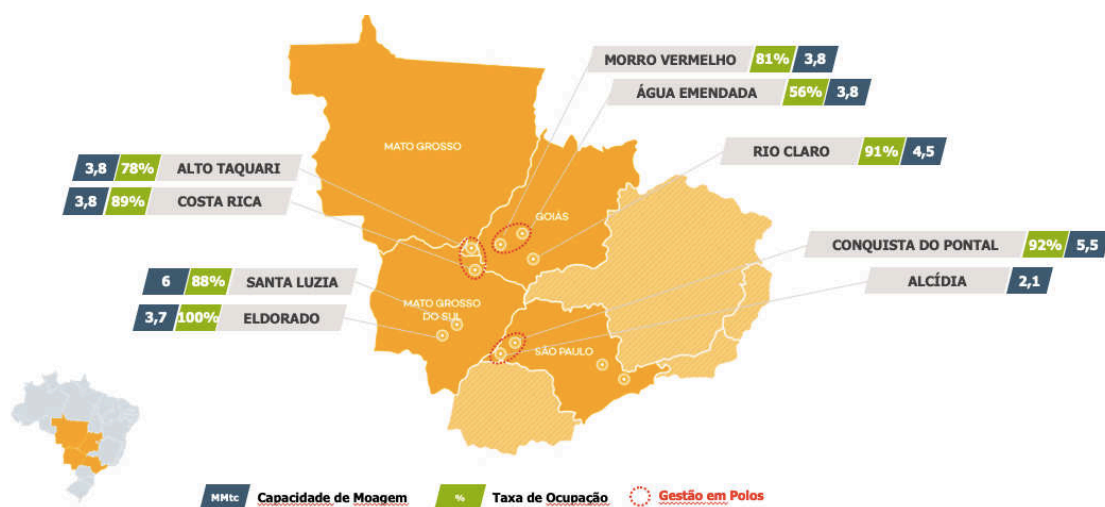 MORRO VERMELHO 81% 3,8
ÁGUA EMENDADA 56% 3,8
MATO GROSSO
RIO CLARO 91% 4,5
3,8 78% ALTO TAQUARI
3,8 89% COSTA RICA
GOIÁS
CONQUISTA DO PONTAL 92% 5,5
6 88% SANTA LUZIA
ALCÍDIA 2,1
MATO GROSSO
DO SUL
3,7 100% ELDORADO
SÃO PAULO
MMtc Capacidade de Moagem % Taxa de Ocupação Gestão em Polos